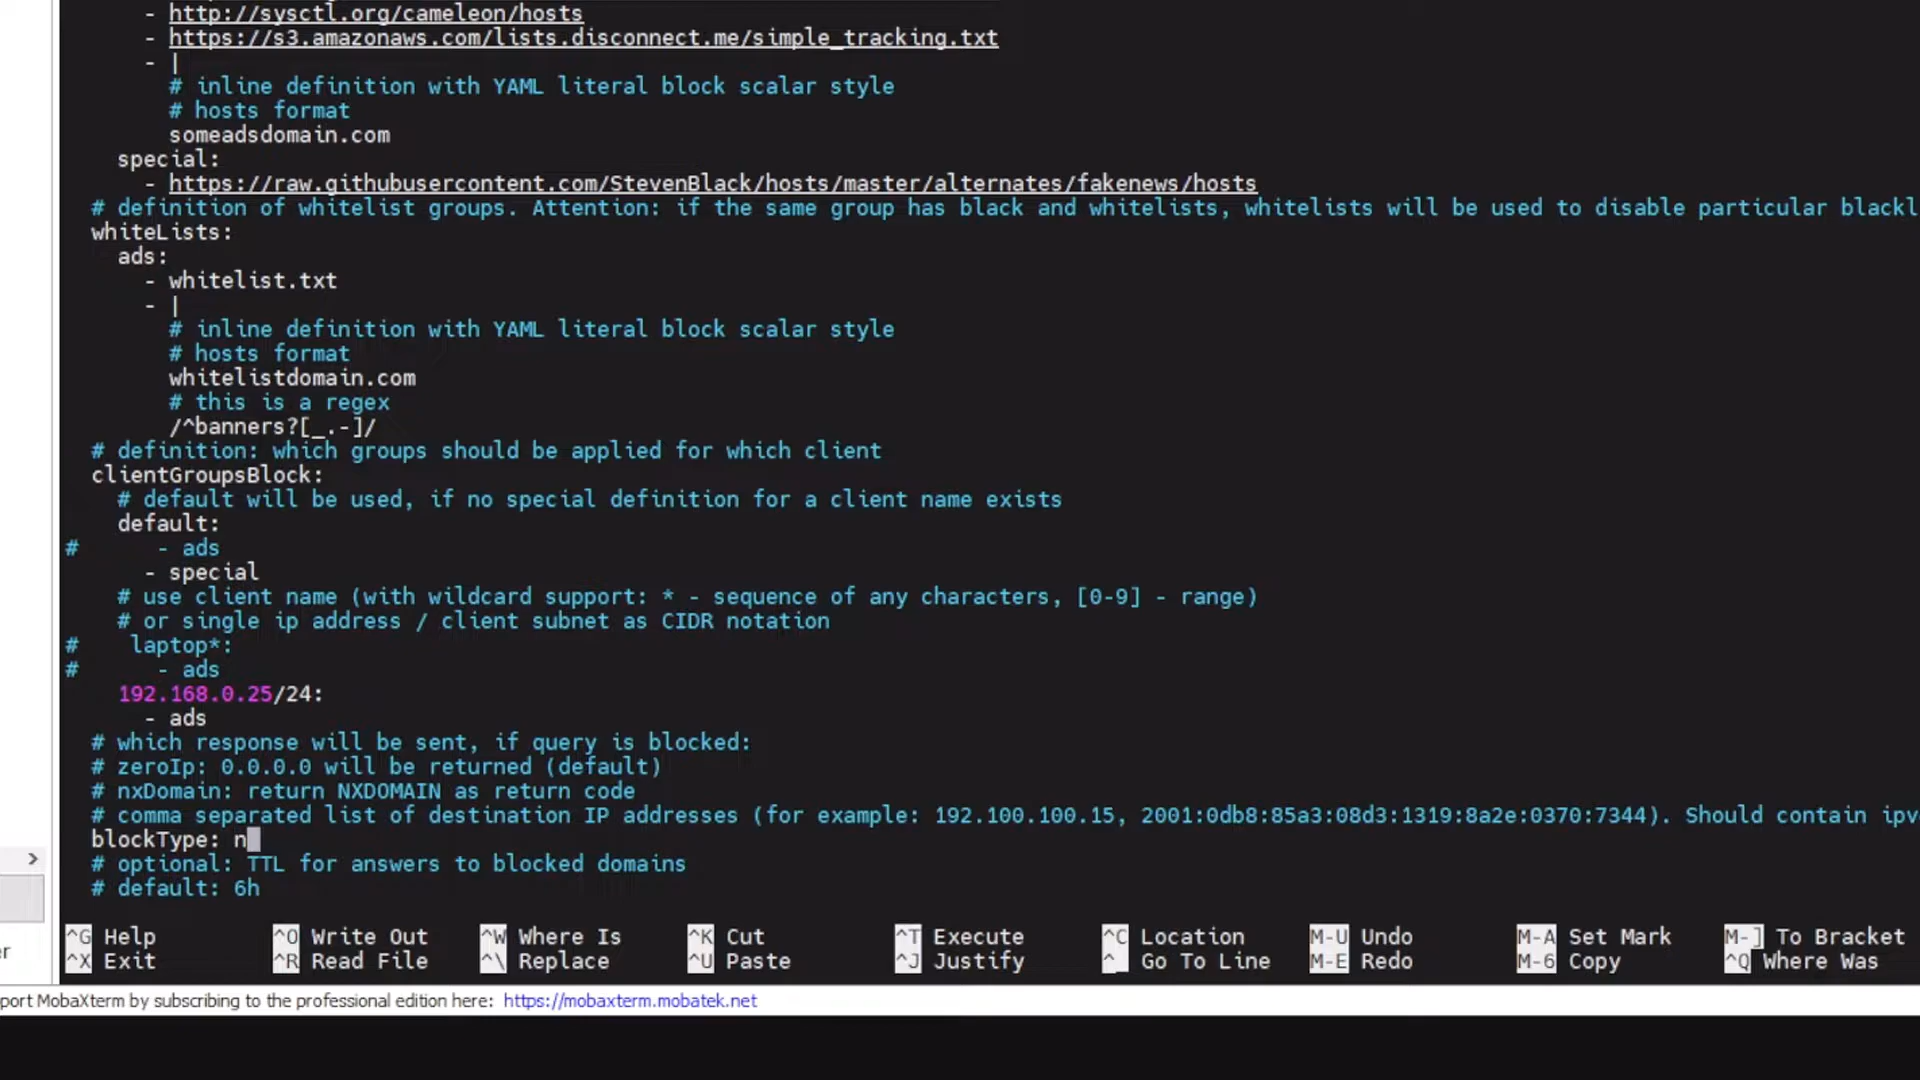 - http://sysctl.org/cameleon/hosts
- https://s3.amazonaws.com/lists.disconnect.me/simple_tracking.txt
- |
# inline definition with YAML literal block scalar style
# hosts format
someadsdomain.com
special:
- https://raw.githubusercontent.com/StevenBlack/hosts/master/alternates/fakenews/hosts
# definition of whitelist groups. Attention: if the same group has black and whitelists, whitelists will be used to disable particular blackl
whiteLists:
ads:
- whitelist.txt
- |
# inline definition with YAML literal block scalar style
# hosts format
whitelistdomain.com
# this is a regex
/^banners?[_.-]/
# definition: which groups should be applied for which client
clientGroupsBlock:
# default will be used, if no special definition for a client name exists
default:
# - ads
- special
# use client name (with wildcard support: * - sequence of any characters, [0-9] - range)
# or single ip address / client subnet as CIDR notation
# laptop*:
# - ads
192.168.0.25/24:
- ads
# which response will be sent, if query is blocked:
# zeroIp: 0.0.0.0 will be returned (default)
# nxDomain: return NXDOMAIN as return code
# comma separated list of destination IP addresses (for example: 192.100.100.15, 2001:0db8:85a3:08d3:1319:8a2e:0370:7344). Should contain ipv
blockType: n
# optional: TTL for answers to blocked domains
# default: 6h
^G Help ^O Write Out ^W Where Is ^K Cut ^T Execute ^C Location M-U Undo M-A Set Mark M-] To Bracket
^X Exit ^R Read File ^\ Replace ^U Paste ^J Justify ^_ Go To Line M-E Redo M-6 Copy ^Q Where Was
port MobaXterm by subscribing to the professional edition here: https://mobaxterm.mobatek.net